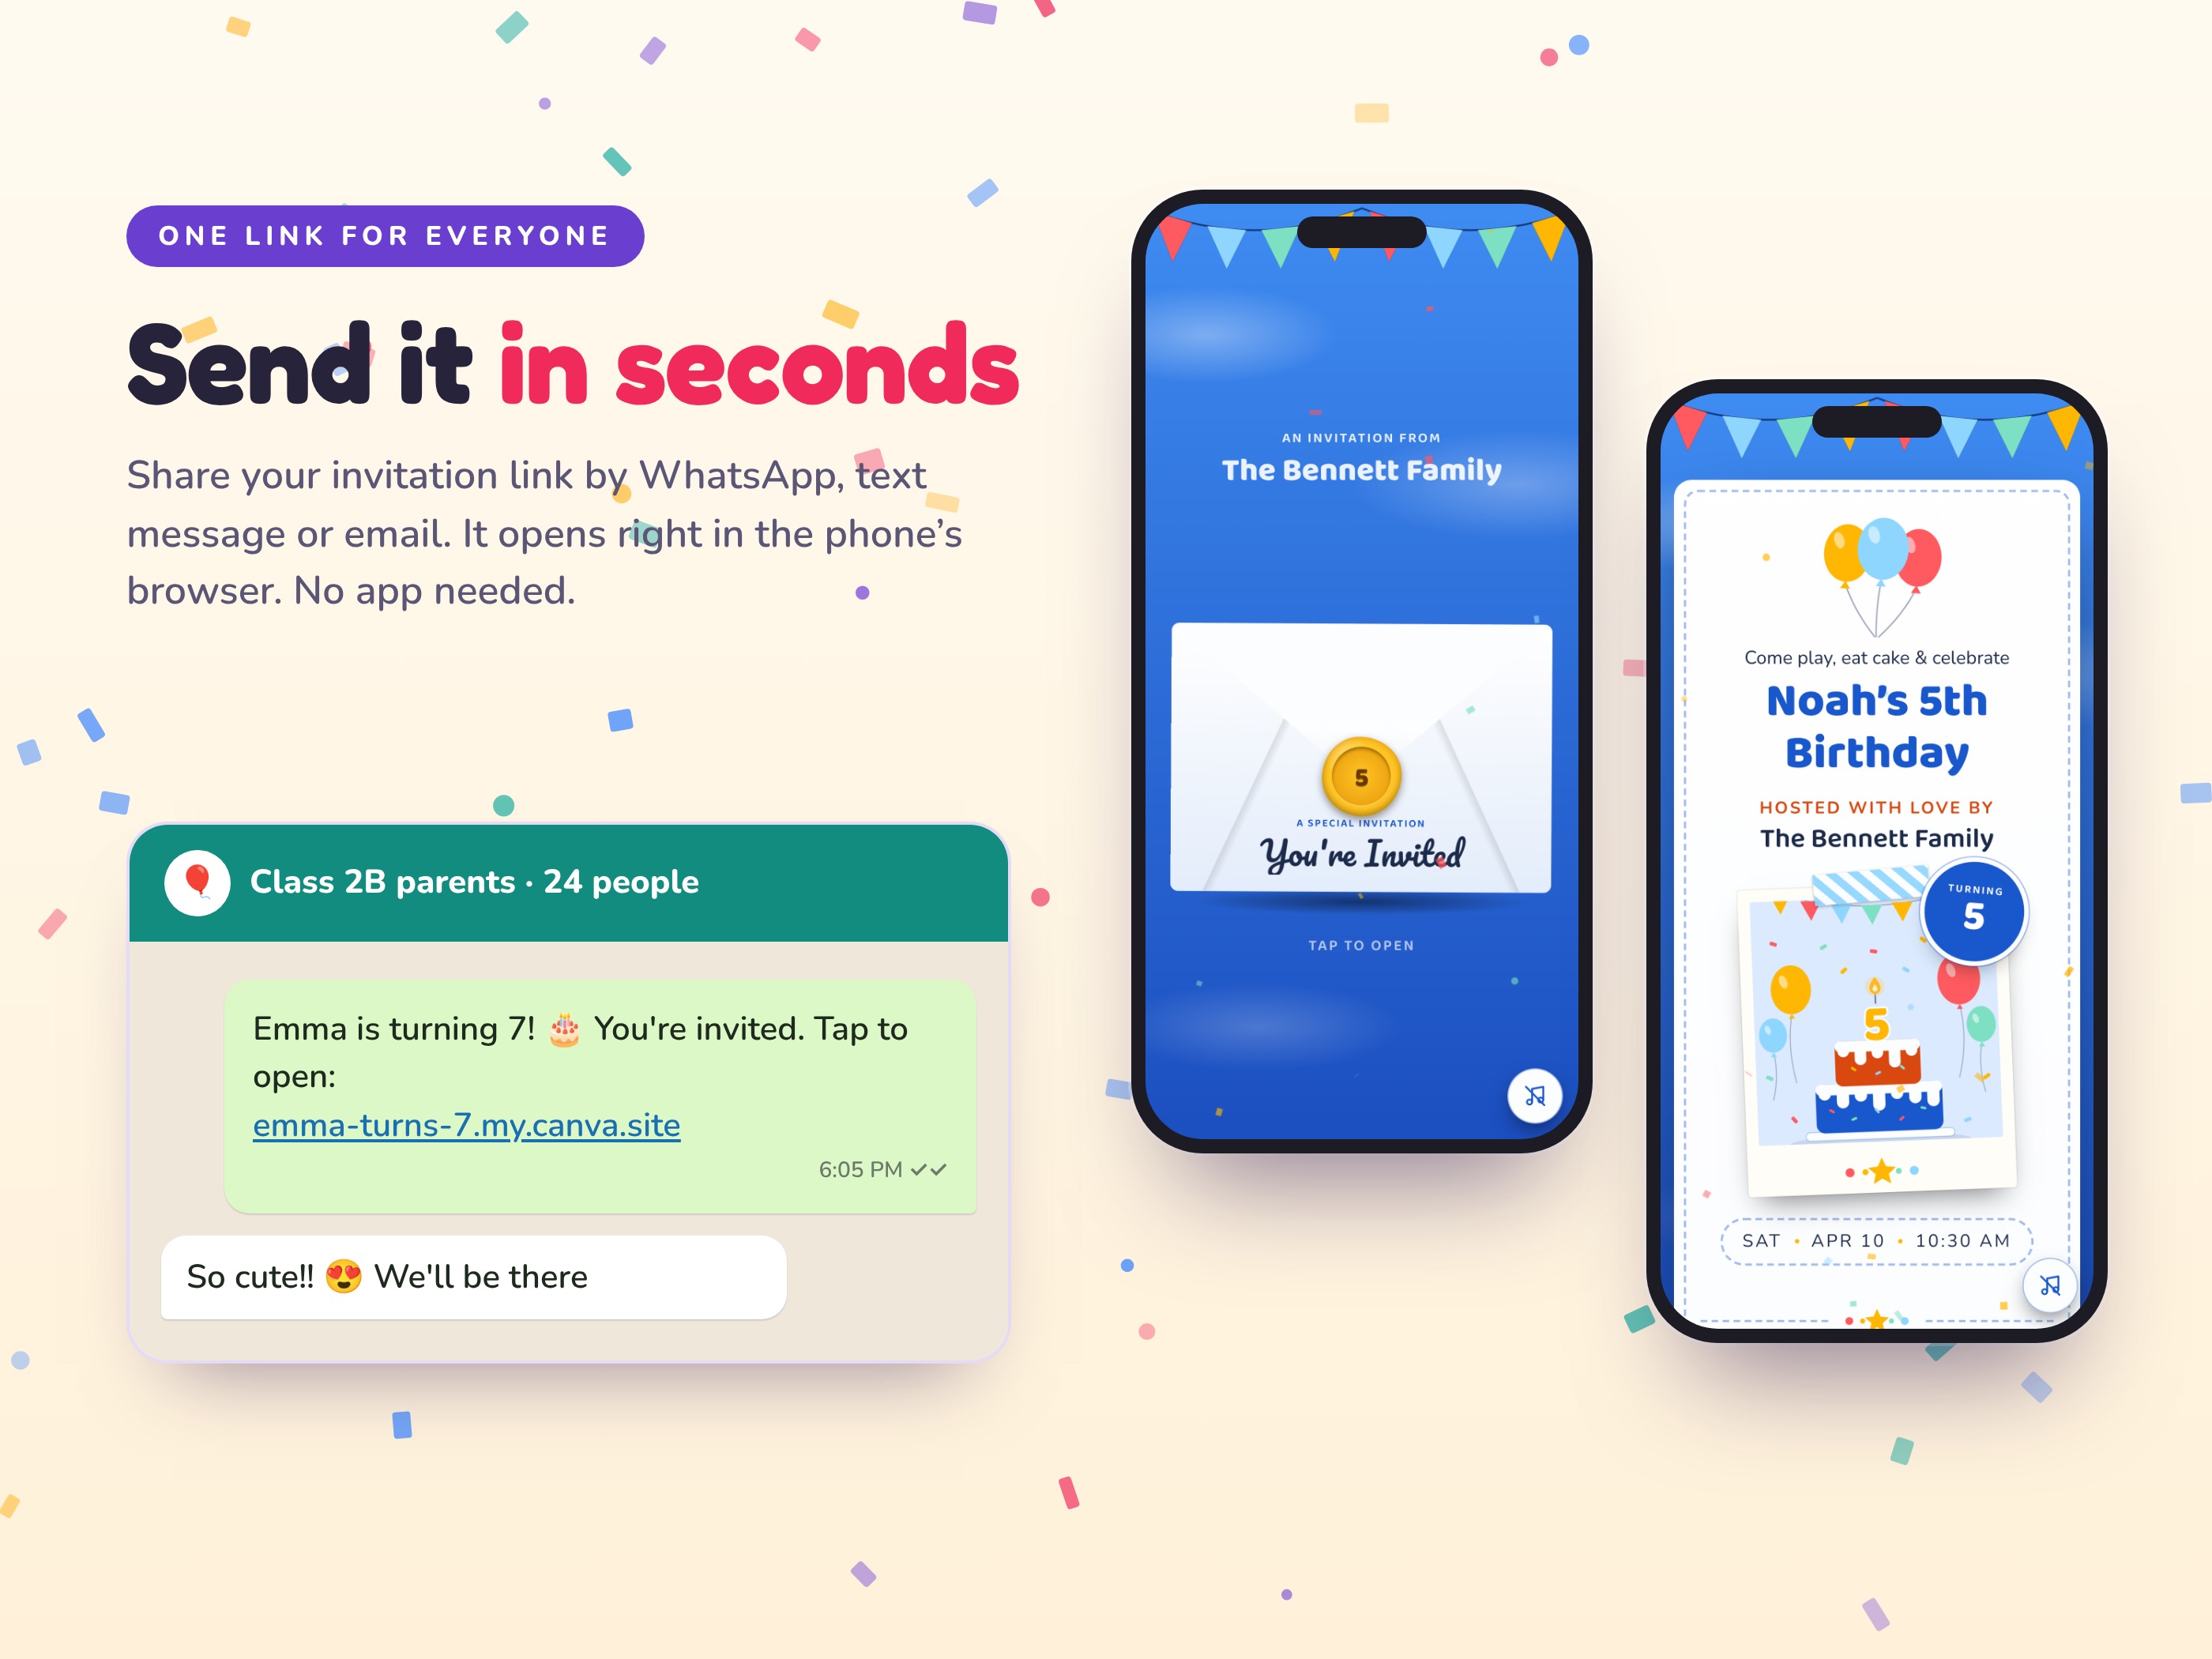 ONE LINK FOR EVERYONE
Send it in seconds
Share your invitation link by WhatsApp, text
message or email. It opens right in the phone’s
browser. No app needed.
Class 2B parents · 24 people
Emma is turning 7! 🎂 You're invited. Tap to
open:
emma-turns-7.my.canva.site
6:05 PM ✓✓
So cute!! 😍 We'll be there
AN INVITATION FROM
The Bennett Family
5
A SPECIAL INVITATION
You're Invited
TAP TO OPEN
Come play, eat cake & celebrate
Noah’s 5th
Birthday
HOSTED WITH LOVE BY
The Bennett Family
TURNING
5
5
SAT • APR 10 • 10:30 AM